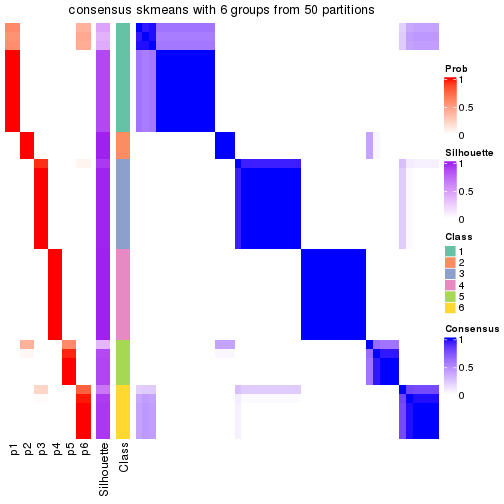 consensus skmeans with 6 groups from 50 partitions
Prob
1
0.5
0
Silhouette
1
0.5
0
Class
1
2
3
4
5
6
Consensus
1
0.5
0
p1
p2
p3
p4
p5
p6
Silhouette
Class